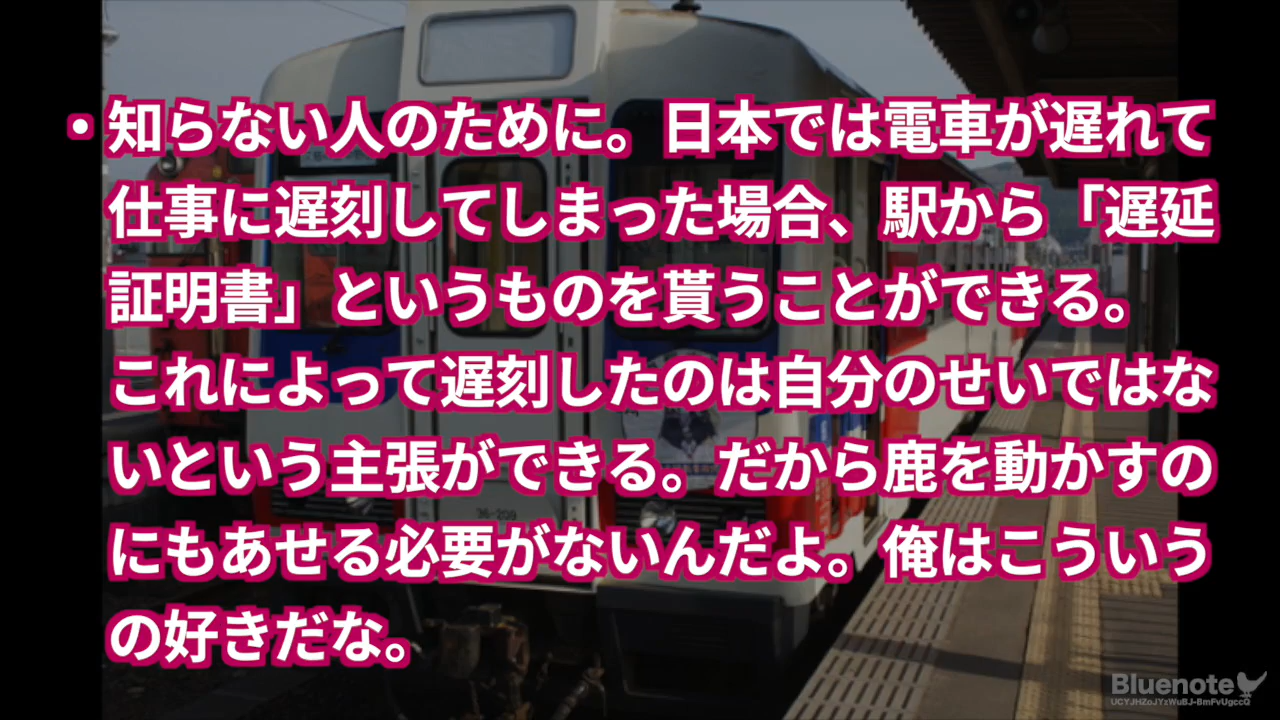 ・知らない人のために。日本では電車が遅れて
仕事に遅刻してしまった場合、駅から「遅延
証明書」というものを貰うことができる。
これによって遅刻したのは自分のせいではな
いという主張ができる。だから鹿を動かすの
にもあせる必要がないんだよ。俺はこういう
の好きだな。
36-209
Bluenote
UCYJHZoJYzWuBJ-BmFvUgccQ